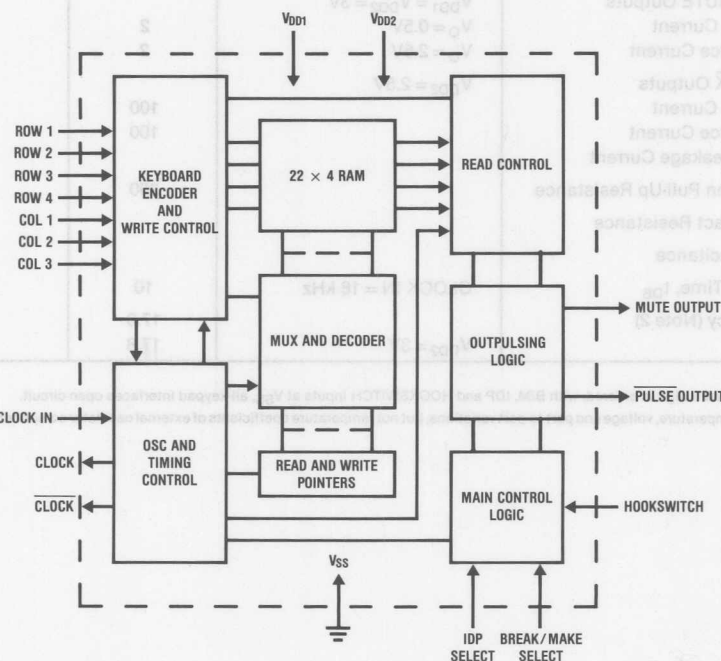 VDD1 VDD2
ROW 1
ROW 2
ROW 3
ROW 4
COL 1
COL 2
COL 3
KEYBOARD
ENCODER
AND
WRITE CONTROL
22 × 4 RAM
READ CONTROL
MUX AND DECODER
OUTPULSING
LOGIC
MUTE OUTPUT
PULSE OUTPUT
CLOCK IN
CLOCK
CLOCK
OSC AND
TIMING
CONTROL
READ AND WRITE
POINTERS
MAIN CONTROL
LOGIC
HOOKSWITCH
VSS
IDP
SELECT
BREAK/MAKE
SELECT